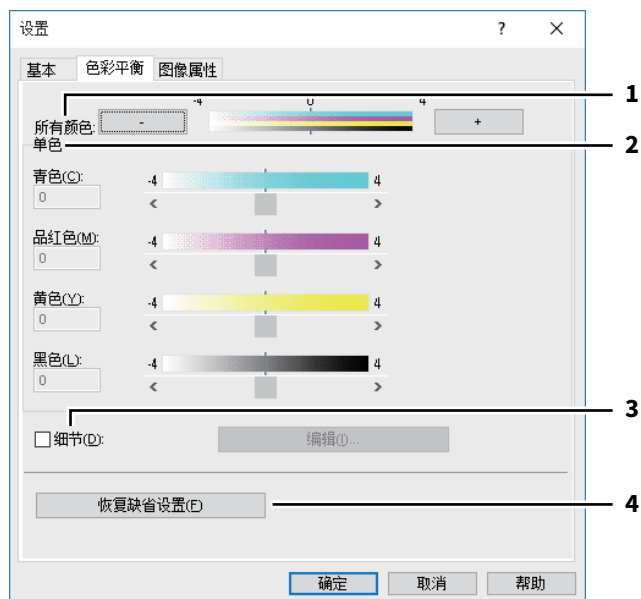 设置 ? ×
基本 色彩平衡 图像属性
-4 0 4
所有颜色: - + 1
单色 2
青色(C): -4 4
0 < >
品红色(M): -4 4
0 < >
黄色(Y): -4 4
0 < >
黑色(L): -4 4
0 < >
3
细节(D): 编辑(I)...
恢复缺省设置(F) 4
确定 取消 帮助